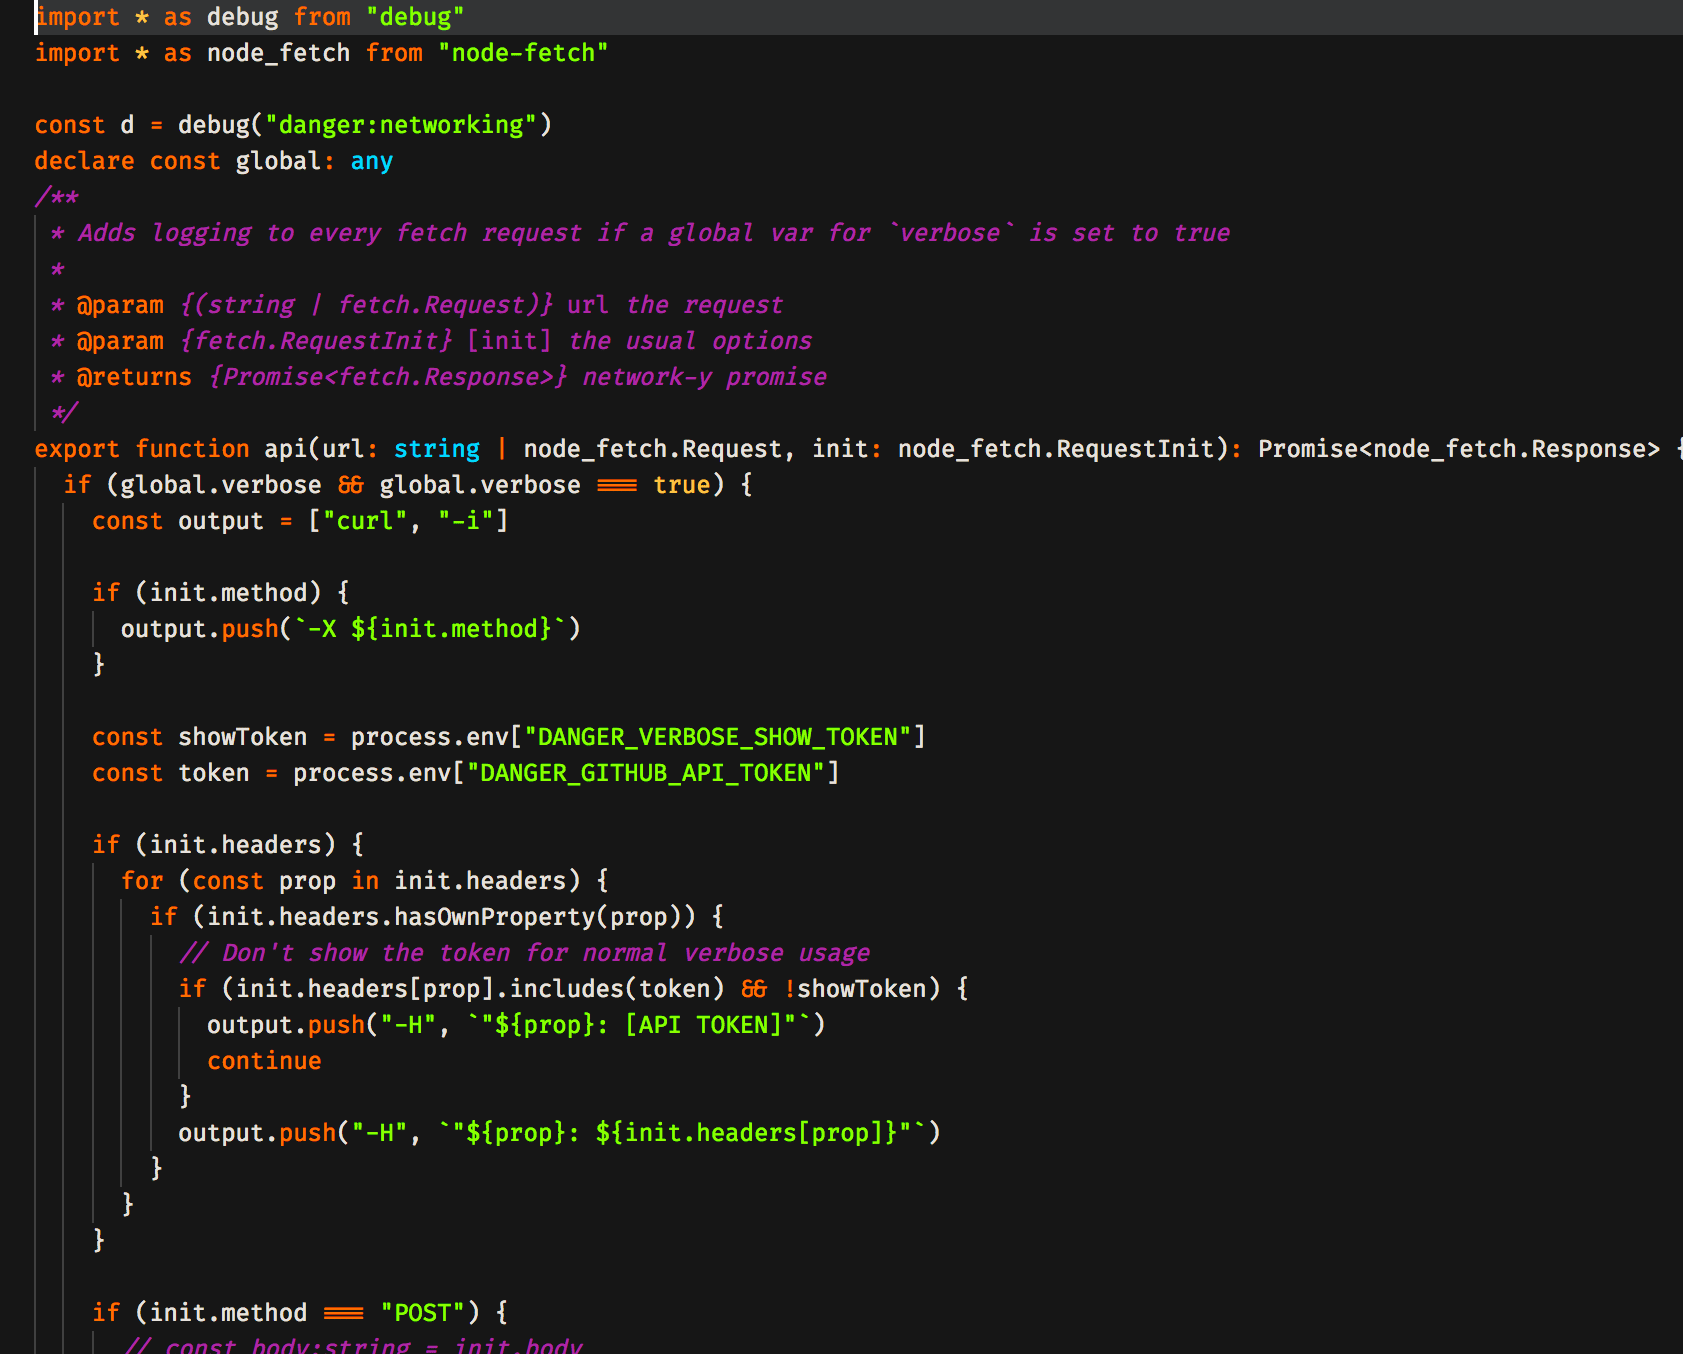 import * as debug from "debug"
import * as node_fetch from "node-fetch"

const d = debug("danger:networking")
declare const global: any
/**
 * Adds logging to every fetch request if a global var for `verbose` is set to true
 *
 * @param {(string | fetch.Request)} url the request
 * @param {fetch.RequestInit} [init] the usual options
 * @returns {Promise<fetch.Response>} network-y promise
 */
export function api(url: string | node_fetch.Request, init: node_fetch.RequestInit): Promise<node_fetch.Response> {
  if (global.verbose && global.verbose === true) {
    const output = ["curl", "-i"]

    if (init.method) {
      output.push(`-X ${init.method}`)
    }

    const showToken = process.env["DANGER_VERBOSE_SHOW_TOKEN"]
    const token = process.env["DANGER_GITHUB_API_TOKEN"]

    if (init.headers) {
      for (const prop in init.headers) {
        if (init.headers.hasOwnProperty(prop)) {
          // Don't show the token for normal verbose usage
          if (init.headers[prop].includes(token) && !showToken) {
            output.push("-H", `"${prop}: [API TOKEN]"`)
            continue
          }
          output.push("-H", `"${prop}: ${init.headers[prop]}"`)
        }
      }
    }

    if (init.method === "POST") {
      // const body:string = init.body